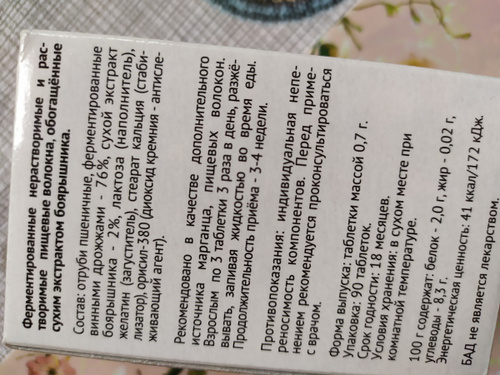 Ферментированные нерастворимые и рас-
творимые пищевые волокна, обогащённые
сухим экстрактом боярышника.
Состав: отруби пшеничные, ферментированные
винными дрожжами - 76%, сухой экстракт
боярышника - 2%, лактоза (наполнитель),
желатин (загуститель), стеарат кальция (стаби-
лизатор), орисил-380 (диоксид кремния - антисле-
живающий агент).
Рекомендовано в качестве дополнительного
источника марганца, пищевых волокон.
Взрослым по 3 таблетки 3 раза в день, разжё-
вывать, запивая жидкостью во время еды.
Продолжительность приёма - 3-4 недели.
Противопоказания: индивидуальная непе-
реносимость компонентов. Перед приме-
нением рекомендуется проконсультироваться
с врачом.
Форма выпуска: таблетки массой 0,7 г.
Упаковка: 90 таблеток.
Срок годности: 18 месяцев.
Условия хранения: в сухом месте при
комнатной температуре.
100 г содержат: белок - 2,0 г, жир - 0,02 г,
углеводы - 8,3 г.
Энергетическая ценность: 41 ккал/172 кДж.
БАД не является лекарством.